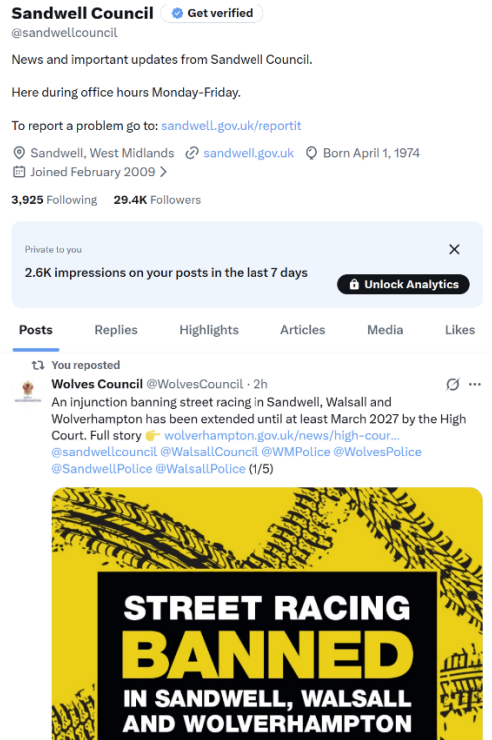 Sandwell Council Get verified
@sandwellcouncil
News and important updates from Sandwell Council.
Here during office hours Monday-Friday.
To report a problem go to: sandwell.gov.uk/reportit
Sandwell, West Midlands sandwell.gov.uk Born April 1, 1974
Joined February 2009
3,925 Following 29.4K Followers
Private to you
2.6K impressions on your posts in the last 7 days
Unlock Analytics
Posts Replies Highlights Articles Media Likes
You reposted
Wolves Council @WolvesCouncil · 2h
An injunction banning street racing in Sandwell, Walsall and
Wolverhampton has been extended until at least March 2027 by the High
Court. Full story 👉 wolverhampton.gov.uk/news/high-cour…
@sandwellcouncil @WalsallCouncil @WMPolice @WolvesPolice
@SandwellPolice @WalsallPolice (1/5)
STREET RACING
BANNED
IN SANDWELL, WALSALL
AND WOLVERHAMPTON